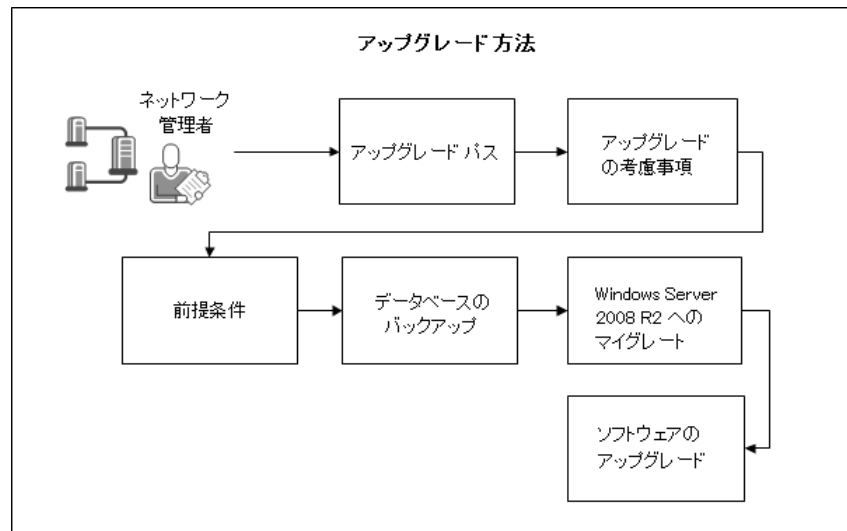 アップグレード方法
ネットワーク
管理者
アップグレード パス
アップグレード
の考慮事項
前提条件
データベースの
バックアップ
Windows Server
2008 R2 への
マイグレート
ソフトウェアの
アップグレード